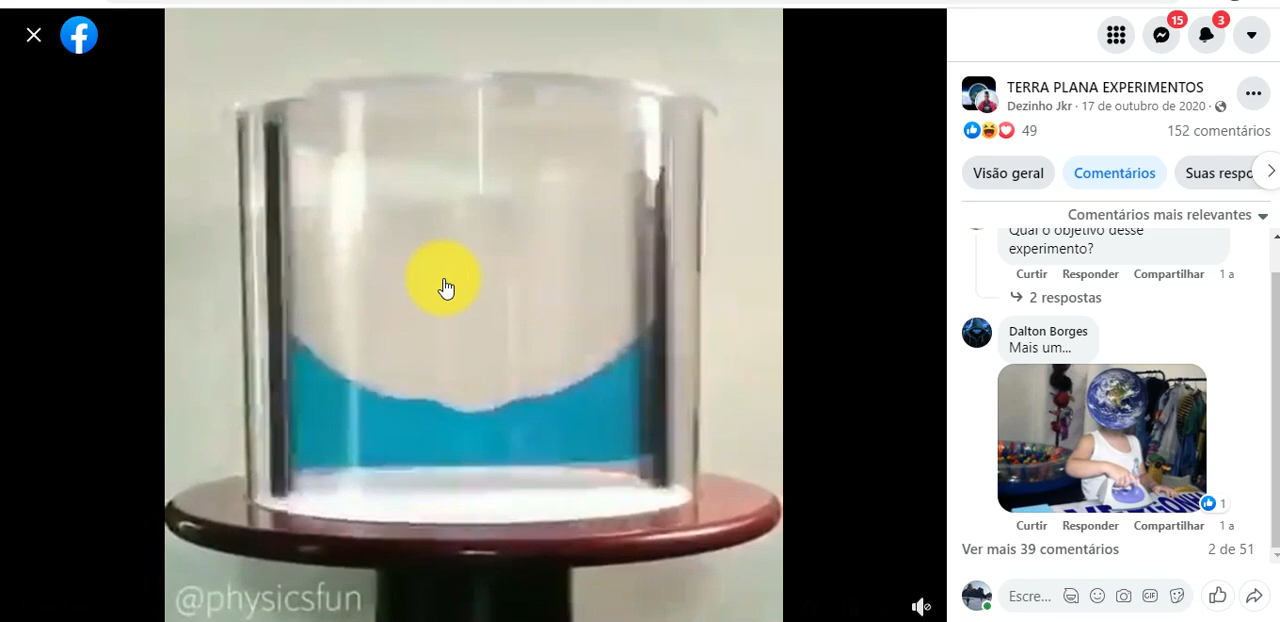 f
15
3
TERRA PLANA EXPERIMENTOS
Dezinho Jkr · 17 de outubro de 2020 ·
49
152 comentários
Visão geral
Comentários
Suas respo
Comentários mais relevantes
Qual o objetivo desse
experimento?
Curtir Responder Compartilhar 1 a
2 respostas
Dalton Borges
Mais um...
1
Curtir Responder Compartilhar 1 a
Ver mais 39 comentários
2 de 51
Escre...
GIF
@physicsfun